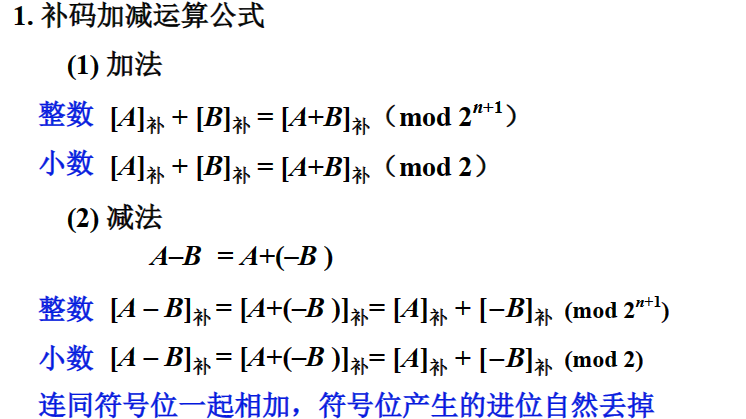 1. 补码加减运算公式
(1) 加法
整数 [A]补 + [B]补 = [A+B]补（mod 2ⁿ⁺¹）
小数 [A]补 + [B]补 = [A+B]补（mod 2）
(2) 减法
A–B = A+(–B )
整数 [A – B]补 = [A+(–B )]补 = [A]补 + [–B]补 (mod 2ⁿ⁺¹)
小数 [A – B]补 = [A+(–B )]补 = [A]补 + [–B]补 (mod 2)
连同符号位一起相加，符号位产生的进位自然丢掉